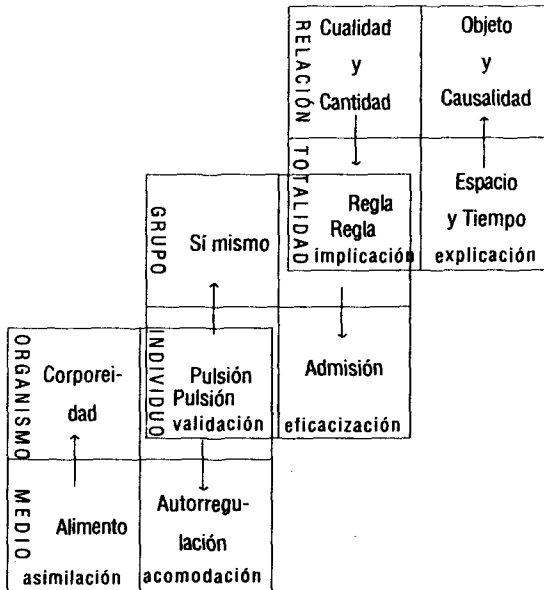 RELACIÓN
Cualidad
y
Cantidad
Objeto
y
Causalidad
TOTALIDAD
Regla
Regla
implicación
Espacio
y Tiempo
explicación
GRUPO
Sí mismo
INDIVIDUO
Pulsión
Pulsión
validación
Admisión
eficacización
ORGANISMO
Corporei-
dad
MEDIO
Alimento
asimilación
Autorregu-
lación
acomodación